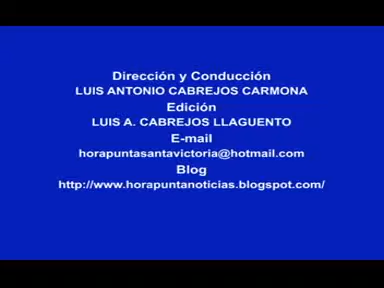 Dirección y Conducción
LUIS ANTONIO CABREJOS CARMONA
Edición
LUIS A. CABREJOS LLAGUENTO
E-mail
horapuntasantavictoria@hotmail.com
Blog
http://www.horapuntanoticias.blogspot.com/